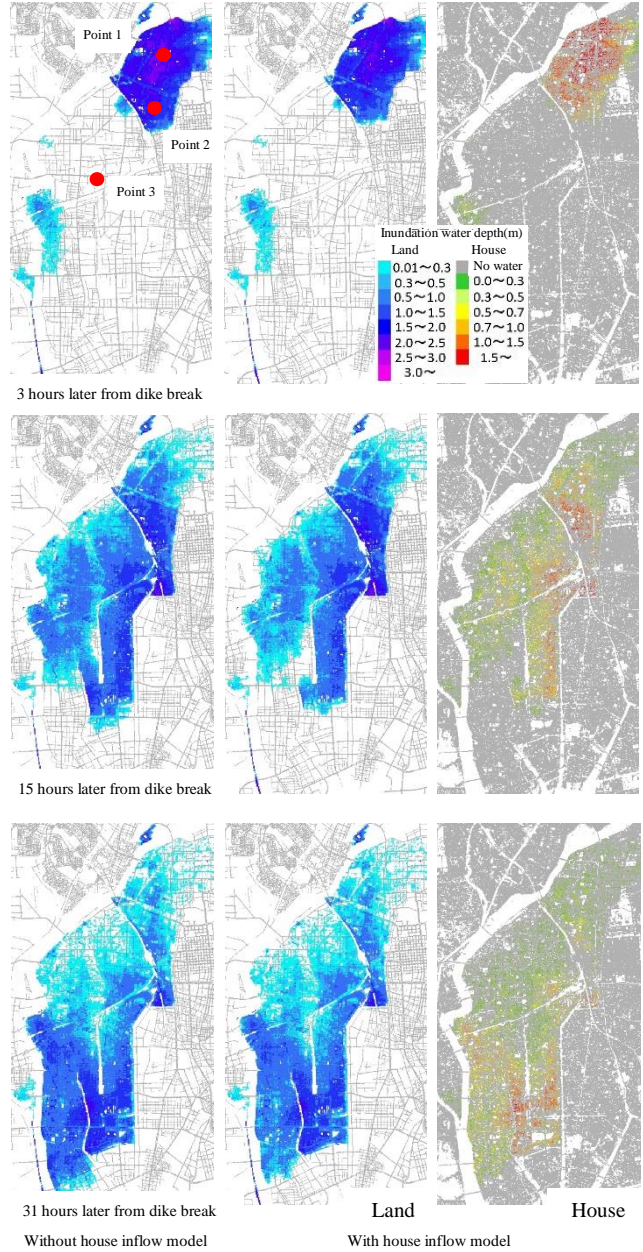 Point 1
Point 2
Point 3
Inundation water depth(m)
Land House
0.01～0.3 No water
0.3～0.5 0.0～0.3
0.5～1.0 0.3～0.5
1.0～1.5 0.5～0.7
1.5～2.0 0.7～1.0
2.0～2.5 1.0～1.5
2.5～3.0 1.5～
3.0～
3 hours later from dike break
15 hours later from dike break
31 hours later from dike break
Land House
Without house inflow model With house inflow model